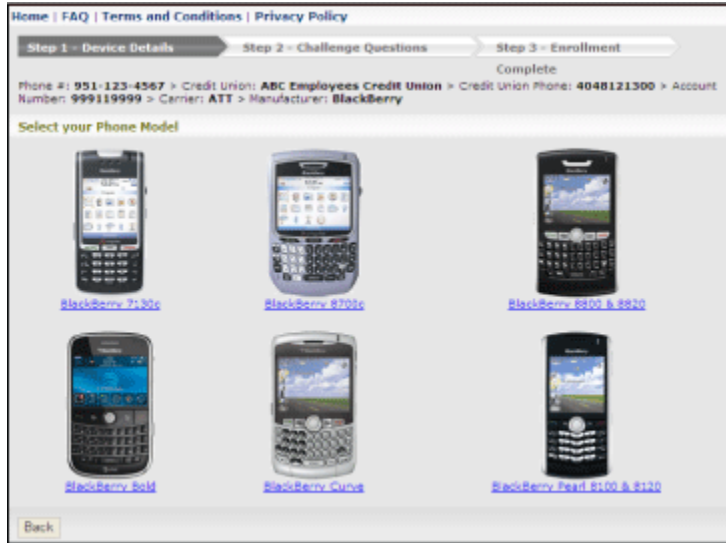 Home | FAQ | Terms and Conditions | Privacy Policy
Step 1 - Device Details
Step 2 - Challenge Questions
Step 3 - Enrollment
Complete
Phone #: 951-123-4567 > Credit Union: ABC Employees Credit Union > Credit Union Phone: 4048121300 > Account
Number: 999119999 > Carrier: ATT > Manufacturer: BlackBerry
Select your Phone Model
BlackBerry 7130c
BlackBerry 8700c
BlackBerry 8800 & 8820
BlackBerry Bold
BlackBerry Curve
BlackBerry Pearl 8100 & 8120
Back